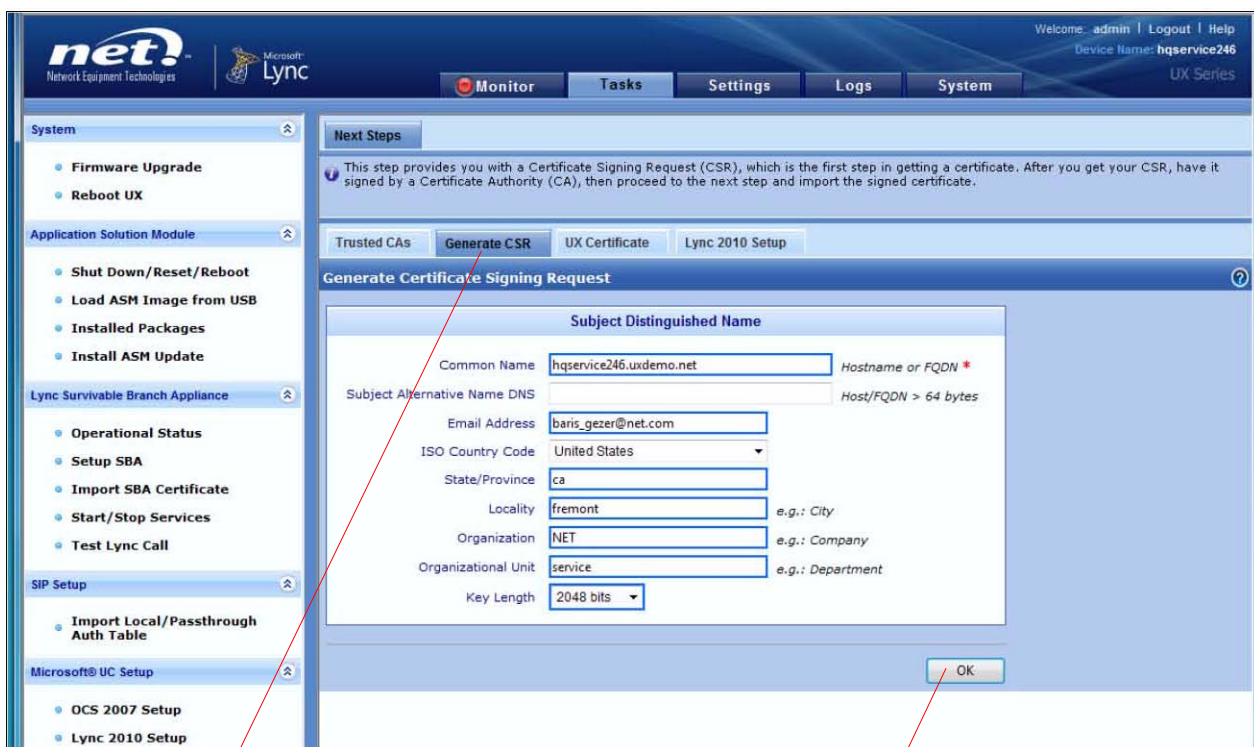 net.
Network Equipment Technologies
Microsoft
Lync
Welcome: admin | Logout | Help
Device Name: hqservice246
UX Series
Monitor Tasks Settings Logs System
System
Firmware Upgrade
Reboot UX
Application Solution Module
Shut Down/Reset/Reboot
Load ASM Image from USB
Installed Packages
Install ASM Update
Lync Survivable Branch Appliance
Operational Status
Setup SBA
Import SBA Certificate
Start/Stop Services
Test Lync Call
SIP Setup
Import Local/Passthrough
Auth Table
Microsoft® UC Setup
OCS 2007 Setup
Lync 2010 Setup
Next Steps
This step provides you with a Certificate Signing Request (CSR), which is the first step in getting a certificate. After you get your CSR, have it
signed by a Certificate Authority (CA), then proceed to the next step and import the signed certificate.
Trusted CAs Generate CSR UX Certificate Lync 2010 Setup
Generate Certificate Signing Request
Subject Distinguished Name
Common Name hqservice246.uxdemo.net Hostname or FQDN *
Subject Alternative Name DNS Host/FQDN > 64 bytes
Email Address baris_gezer@net.com
ISO Country Code United States
State/Province ca
Locality fremont e.g.: City
Organization NET e.g.: Company
Organizational Unit service e.g.: Department
Key Length 2048 bits
OK